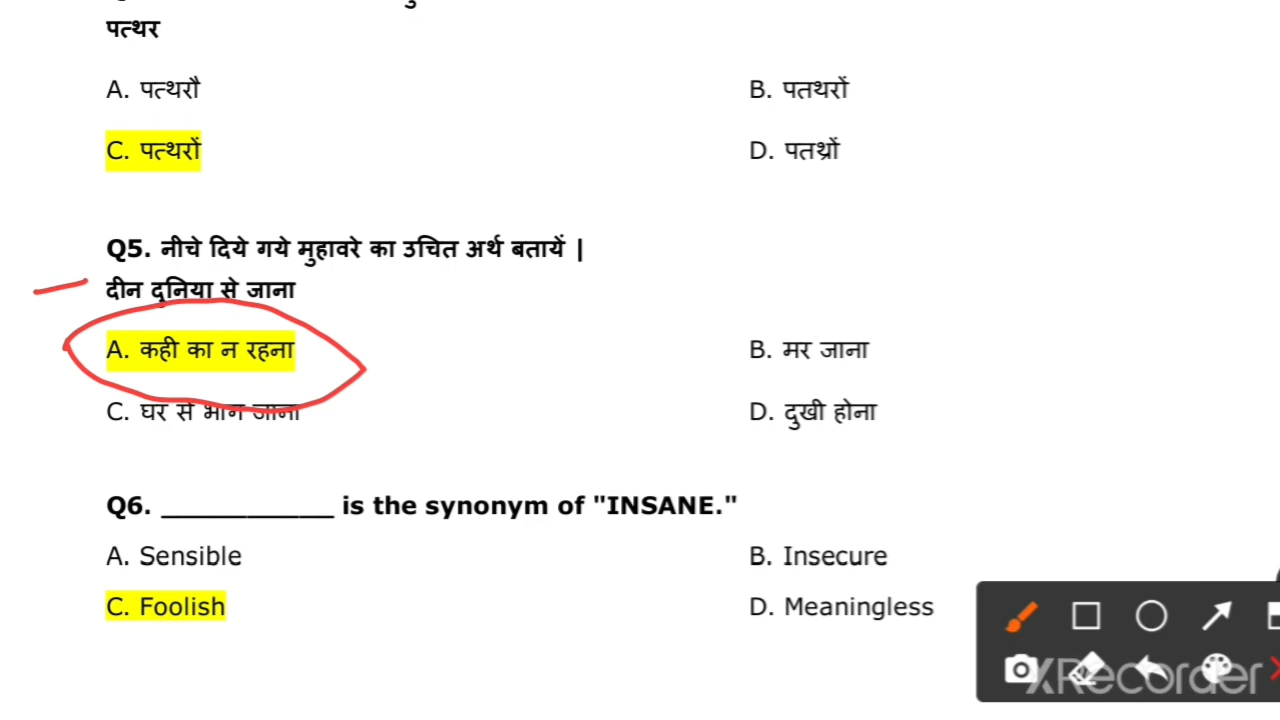 पत्थर
A. पत्थरौ
B. पतथरों
C. पत्थरों
D. पतथ्रों
Q5. नीचे दिये गये मुहावरे का उचित अर्थ बतायें |
दीन दुनिया से जाना
A. कही का न रहना
B. मर जाना
C. घर से भाग जाना
D. दुखी होना
Q6. ___________ is the synonym of "INSANE."
A. Sensible
B. Insecure
C. Foolish
D. Meaningless
XRecorder